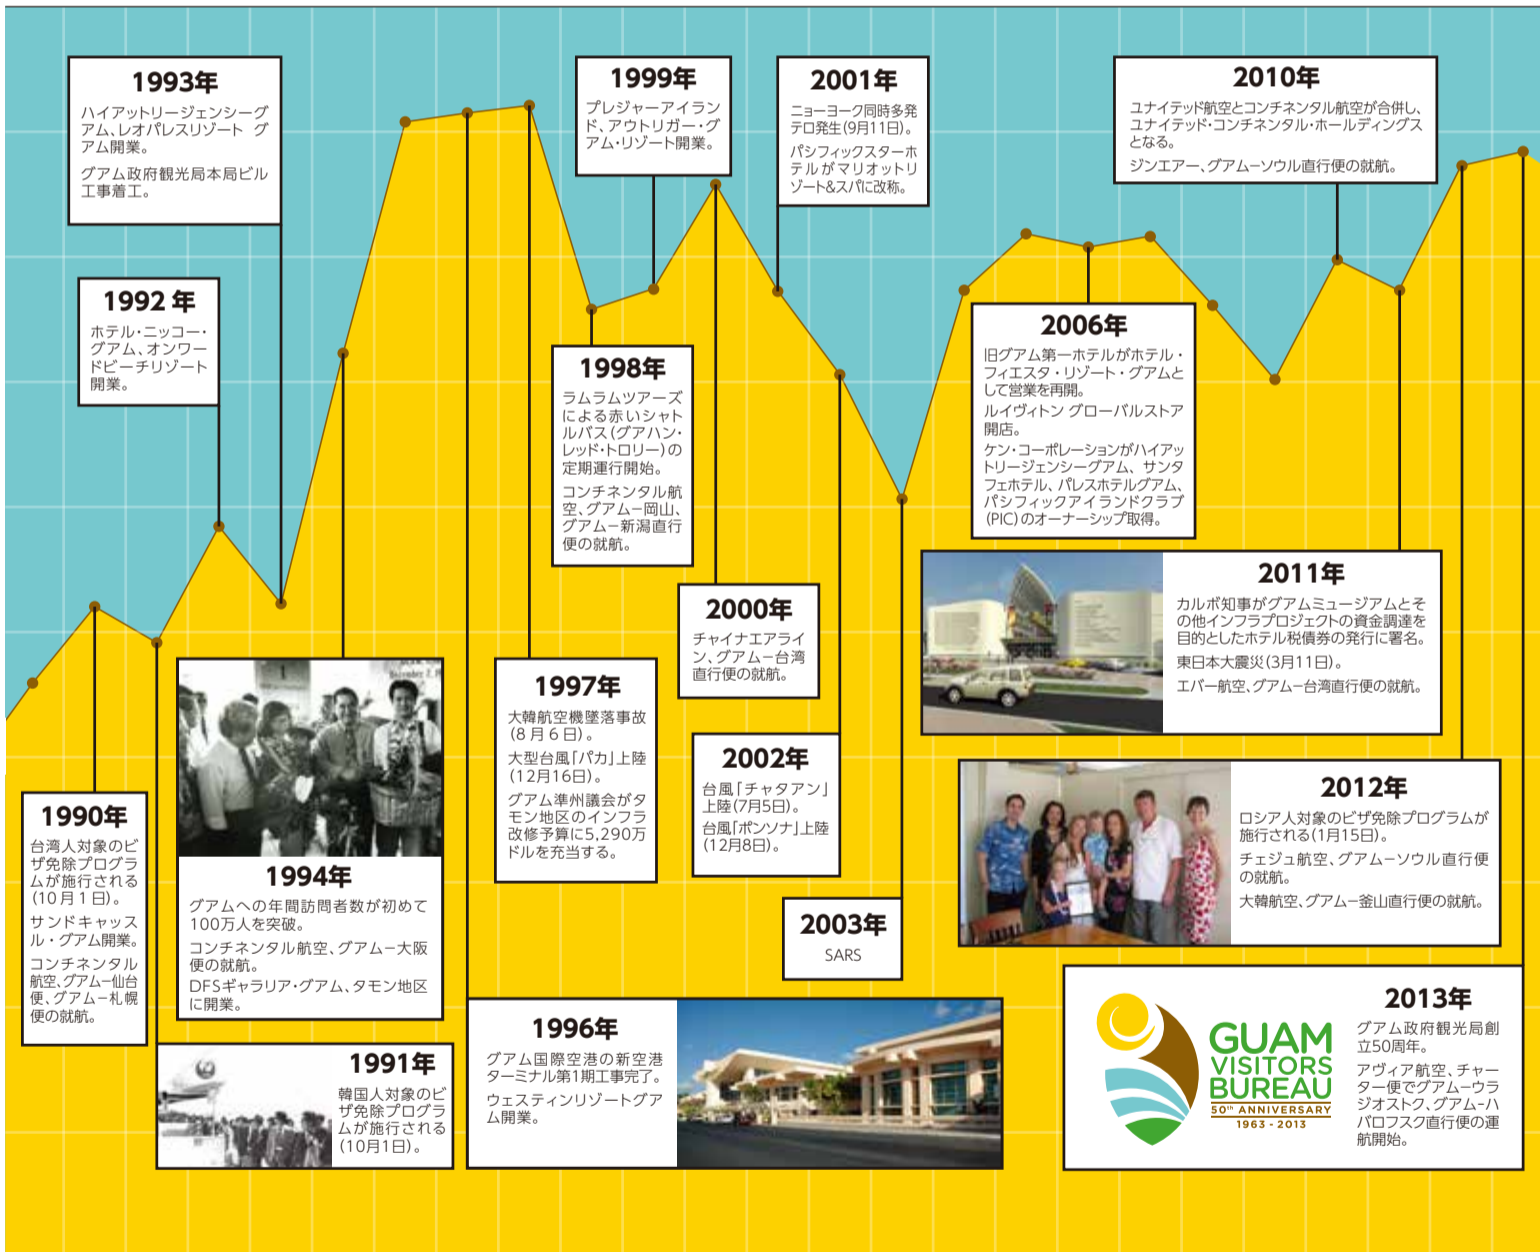 1993年
ハイアットリージェンシーグ
アム、レオパレスリゾート グ
アム開業。
グアム政府観光局本局ビル
工事着工。
1992 年
ホテル・ニッコー・
グアム、オンワー
ドビーチリゾート
開業。
1999年
プレジャーアイラン
ド、アウトリガー・グ
アム・リゾート開業。
2001年
ニューヨーク同時多発
テロ発生(9月11日)。
パシフィックスターホ
テルがマリオットリ
ゾート&スパに改称。
2010年
ユナイテッド航空とコンチネンタル航空が合併し、
ユナイテッド・コンチネンタル・ホールディングス
となる。
ジンエアー、グアム−ソウル直行便の就航。
1998年
ラムラムツアーズ
による赤いシャト
ルバス(グアハン・
レッド・トロリー)の
定期運行開始。
コンチネンタル航
空、グアム−岡山、
グアム−新潟直行
便の就航。
2006年
旧グアム第一ホテルがホテル・
フィエスタ・リゾート・グアムと
して営業を再開。
ルイヴィトン グローバルストア
開店。
ケン・コーポレーションがハイアッ
トリージェンシーグアム、サンタ
フェホテル、パレスホテルグアム、
パシフィックアイランドクラブ
(PIC)のオーナーシップ取得。
2011年
カルボ知事がグアムミュージアムとそ
の他インフラプロジェクトの資金調達を
目的としたホテル税債券の発行に署名。
東日本大震災(3月11日)。
エバー航空、グアム−台湾直行便の就航。
2000年
チャイナエアライ
ン、グアム−台湾
直行便の就航。
1997年
大韓航空機墜落事故
(8月6日)。
大型台風「パカ」上陸
(12月16日)。
グアム準州議会がタ
モン地区のインフラ
改修予算に5,290万
ドルを充当する。
2002年
台風「チャタアン」
上陸(7月5日)。
台風「ポンソナ」上陸
(12月8日)。
2012年
ロシア人対象のビザ免除プログラムが
施行される(1月15日)。
チェジュ航空、グアム−ソウル直行便
の就航。
大韓航空、グアム−釜山直行便の就航。
1990年
台湾人対象のビ
ザ免除プログラ
ムが施行される
(10月1日)。
サンドキャッス
ル・グアム開業。
コンチネンタル
航空、グアム−仙台
便、グアム−札幌
便の就航。
1994年
グアムへの年間訪問者数が初めて
100万人を突破。
コンチネンタル航空、グアム−大阪
便の就航。
DFSギャラリア・グアム、タモン地区
に開業。
2003年
SARS
1991年
韓国人対象のビ
ザ免除プログラ
ムが施行される
(10月1日)。
1996年
グアム国際空港の新空港
ターミナル第1期工事完了。
ウェスティンリゾートグア
ム開業。
GUAM
VISITORS
BUREAU
50th ANNIVERSARY
1963 - 2013
2013年
グアム政府観光局創
立50周年。
アヴィア航空、チャー
ター便でグアム−ウラ
ジオストク、グアム−ハ
バロフスク直行便の運
航開始。